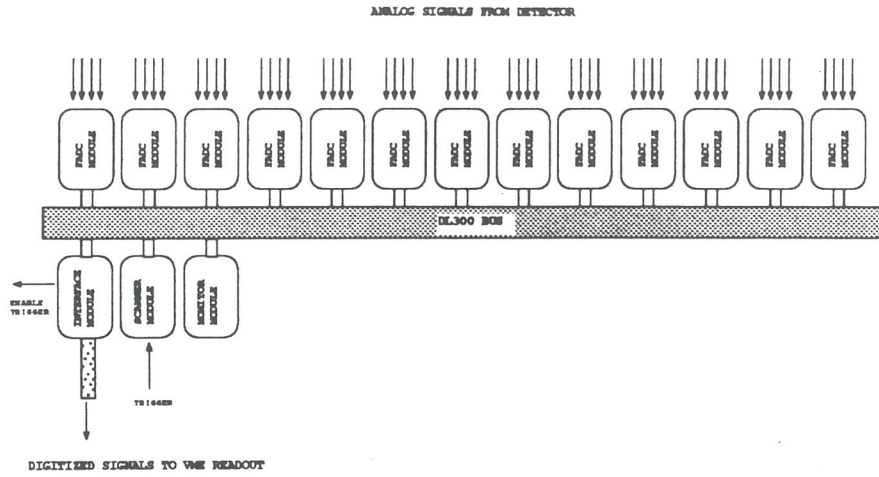 ANALOG SIGNALS FROM DETECTOR
FADC MODULE
FADC MODULE
FADC MODULE
FADC MODULE
FADC MODULE
FADC MODULE
FADC MODULE
FADC MODULE
FADC MODULE
FADC MODULE
FADC MODULE
FADC MODULE
FADC MODULE
DL300 BUS
INTERFACE MODULE
SCANNER MODULE
MONITOR MODULE
ENABLE
TRIGGER
TRIGGER
DIGITIZED SIGNALS TO VME READOUT